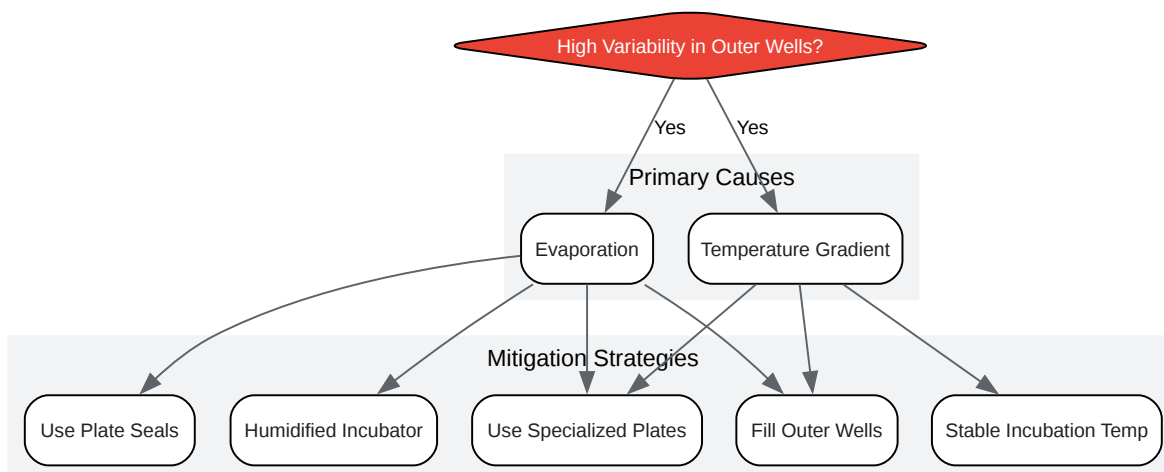 High Variability in Outer Wells?
Yes
Yes
Primary Causes
Evaporation
Temperature Gradient
Mitigation Strategies
Use Plate Seals
Humidified Incubator
Use Specialized Plates
Fill Outer Wells
Stable Incubation Temp